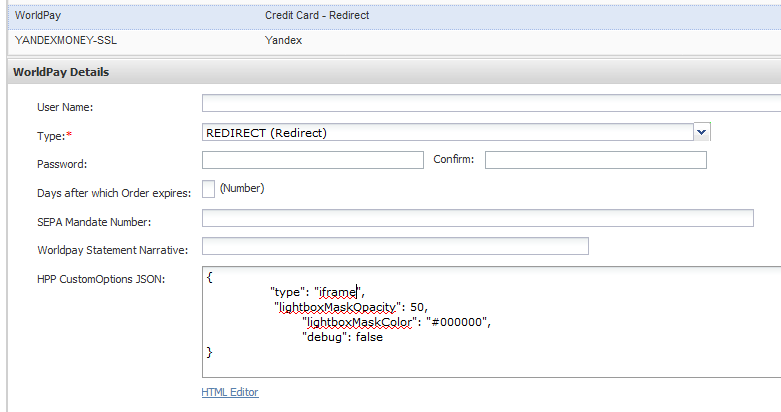 WorldPay Credit Card - Redirect
YANDEXMONEY-SSL Yandex
WorldPay Details
User Name:
Type:* REDIRECT (Redirect)
Password: Confirm:
Days after which Order expires: (Number)
SEPA Mandate Number:
Worldpay Statement Narrative:
HPP CustomOptions JSON: {
"type": "iframe",
"lightboxMaskOpacity": 50,
"lightboxMaskColor": "#000000",
"debug": false
}
HTML Editor